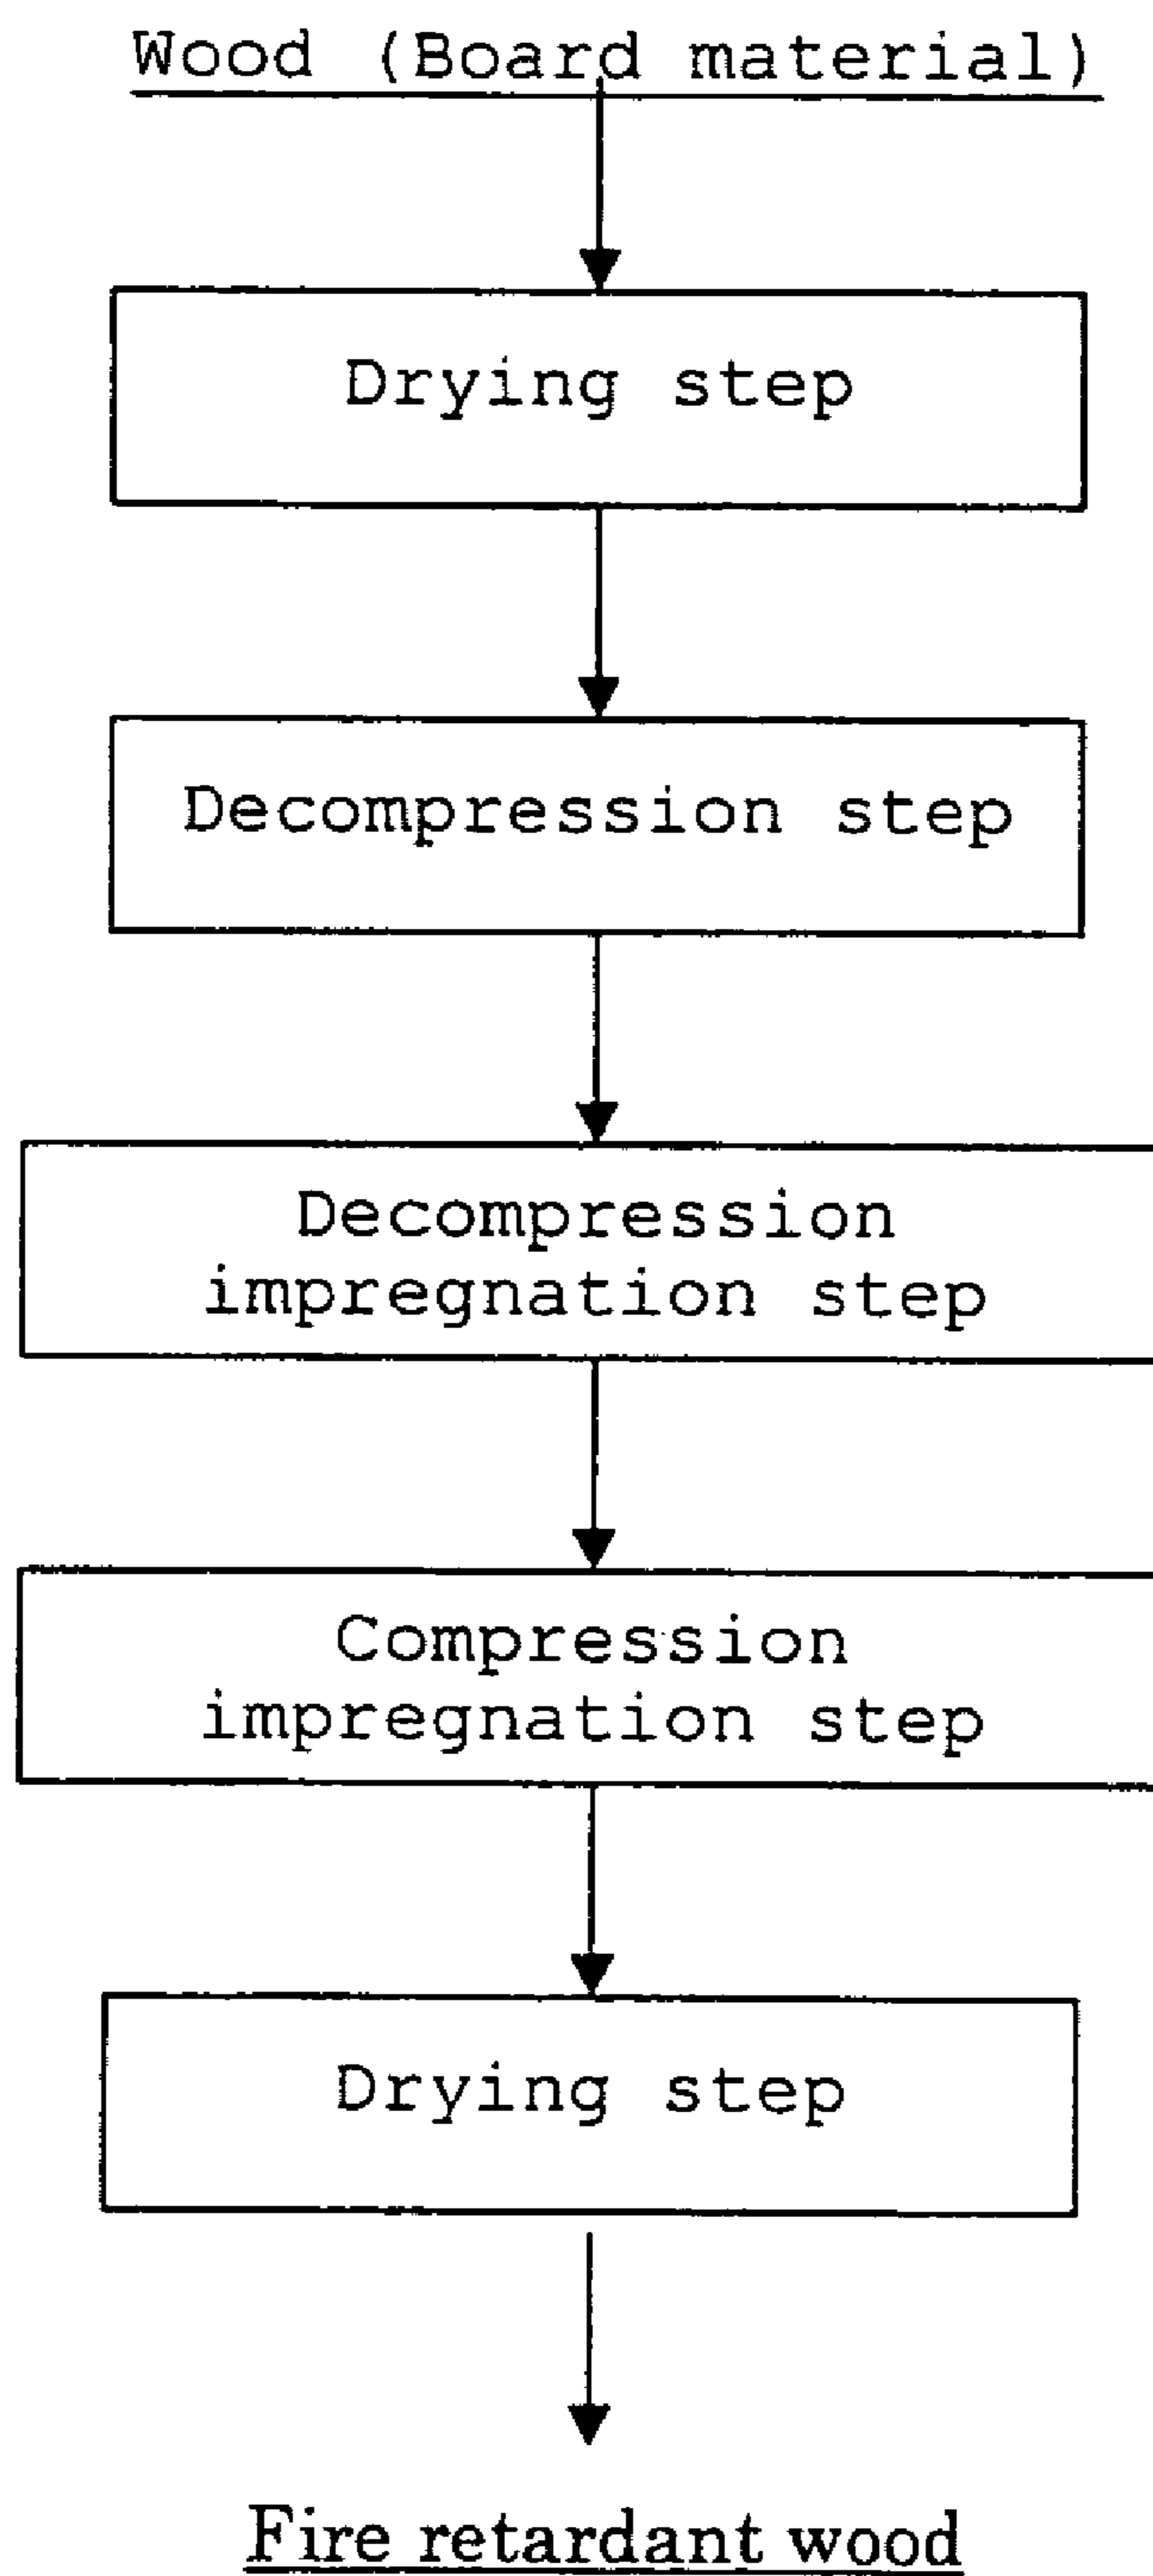 Wood (Board material)
Drying step
Decompression step
Decompression
impregnation step
Compression
impregnation step
Drying step
Fire retardant wood